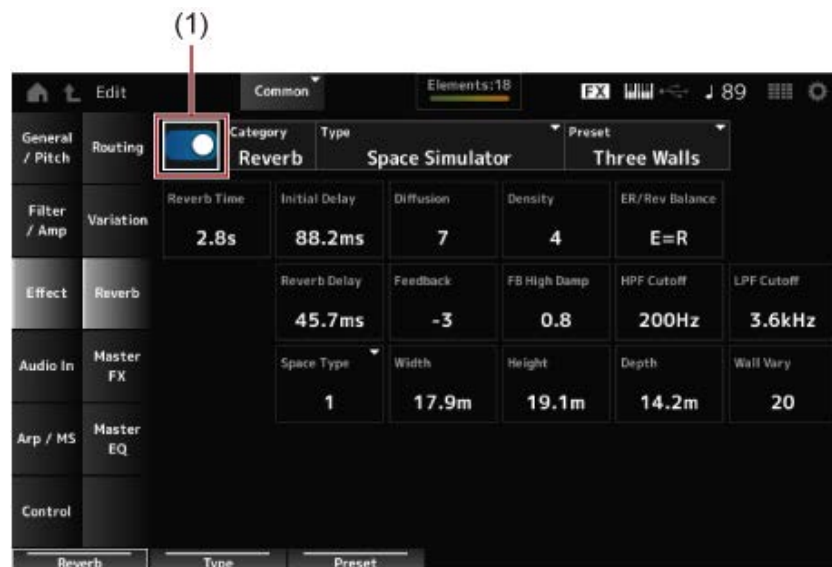 (1)
Edit
Common
Elements:18
FX
89
General / Pitch
Routing
Category
Reverb
Type
Space Simulator
Preset
Three Walls
Filter / Amp
Variation
Reverb Time
2.8s
Initial Delay
88.2ms
Diffusion
7
Density
4
ER/Rev Balance
E=R
Effect
Reverb
Reverb Delay
45.7ms
Feedback
-3
FB High Damp
0.8
HPF Cutoff
200Hz
LPF Cutoff
3.6kHz
Audio In
Master FX
Space Type
1
Width
17.9m
Height
19.1m
Depth
14.2m
Wall Vary
20
Arp / MS
Master EQ
Control
Reverb
Type
Preset